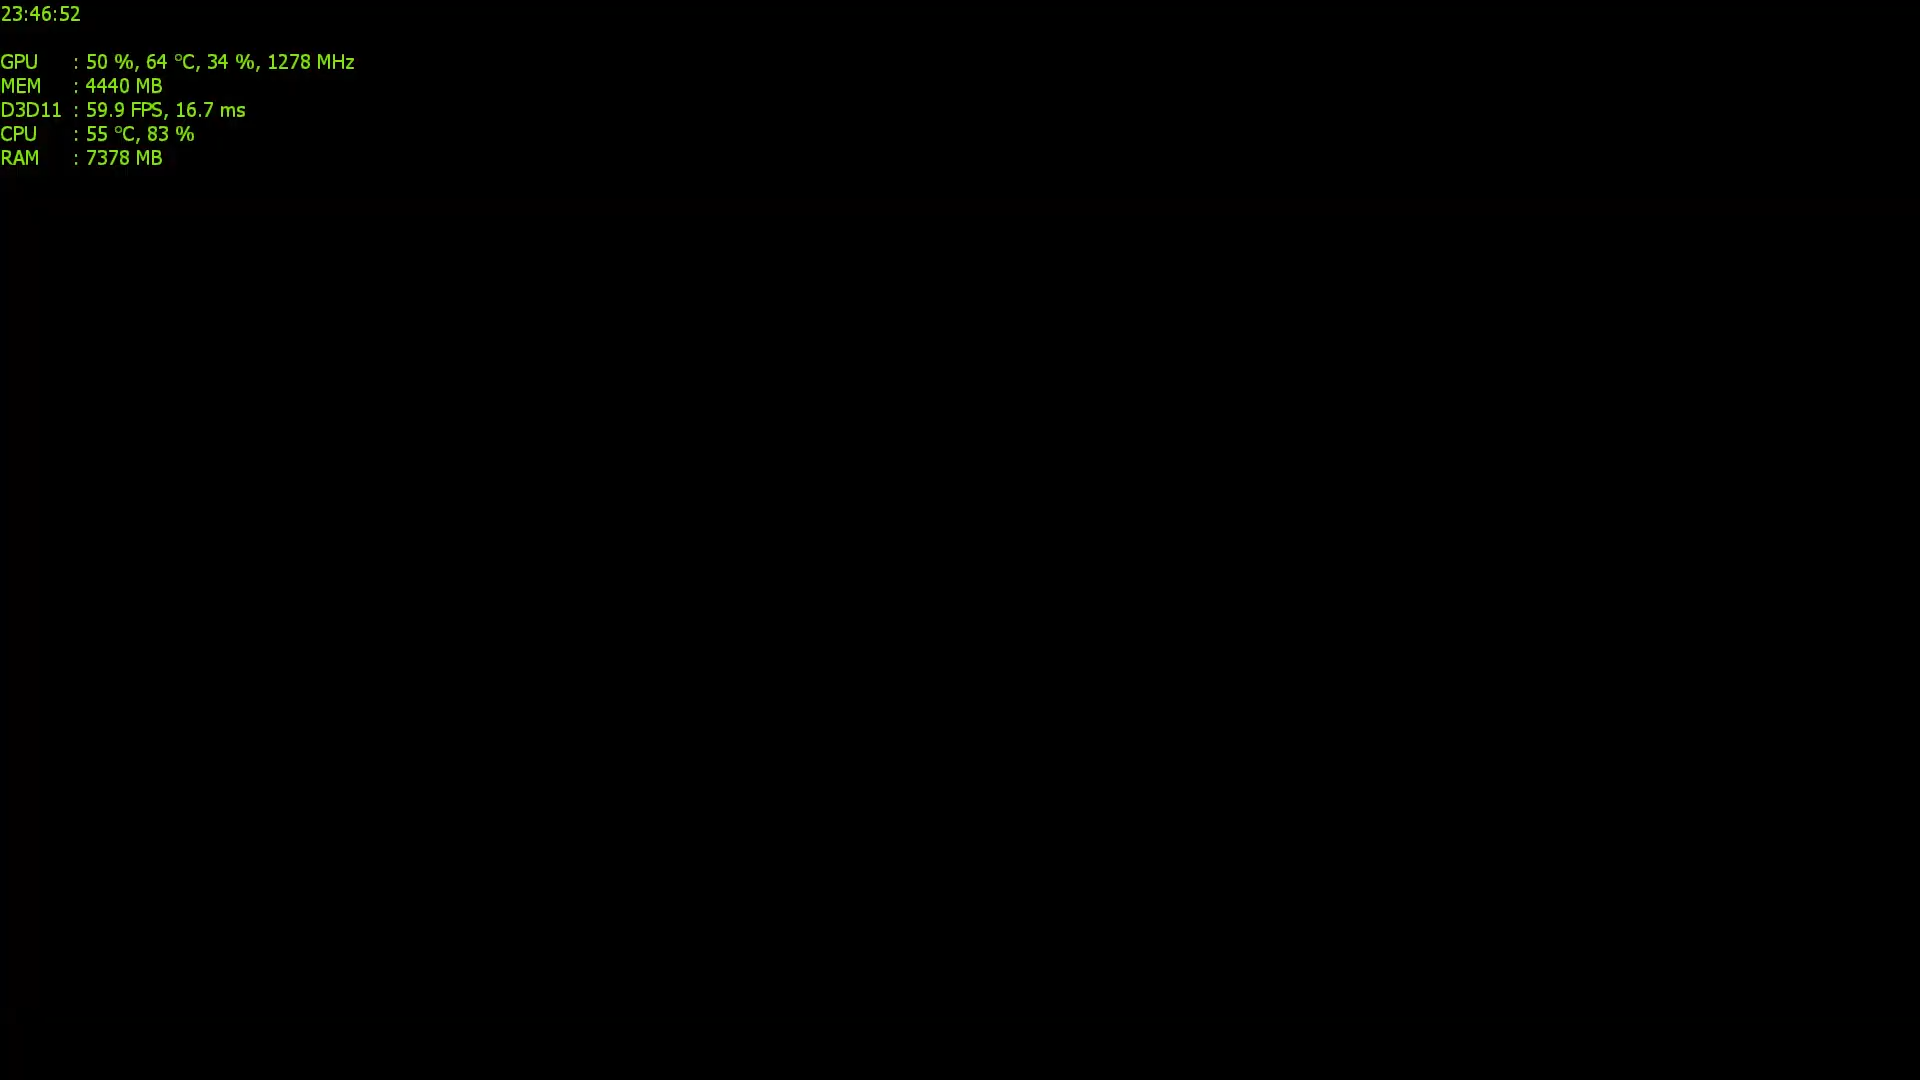 23:46:52
GPU : 50 %, 64 °C, 34 %, 1278 MHz
MEM : 4440 MB
D3D11 : 59.9 FPS, 16.7 ms
CPU : 55 °C, 83 %
RAM : 7378 MB